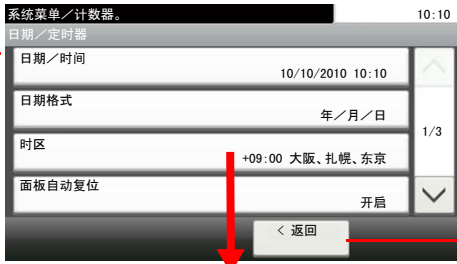 系统菜单／计数器。
10:10
日期／定时器
日期／时间
10/10/2010 10:10
日期格式
年／月／日
1/3
时区
+09:00 大阪、札幌、东京
面板自动复位
开启
< 返回